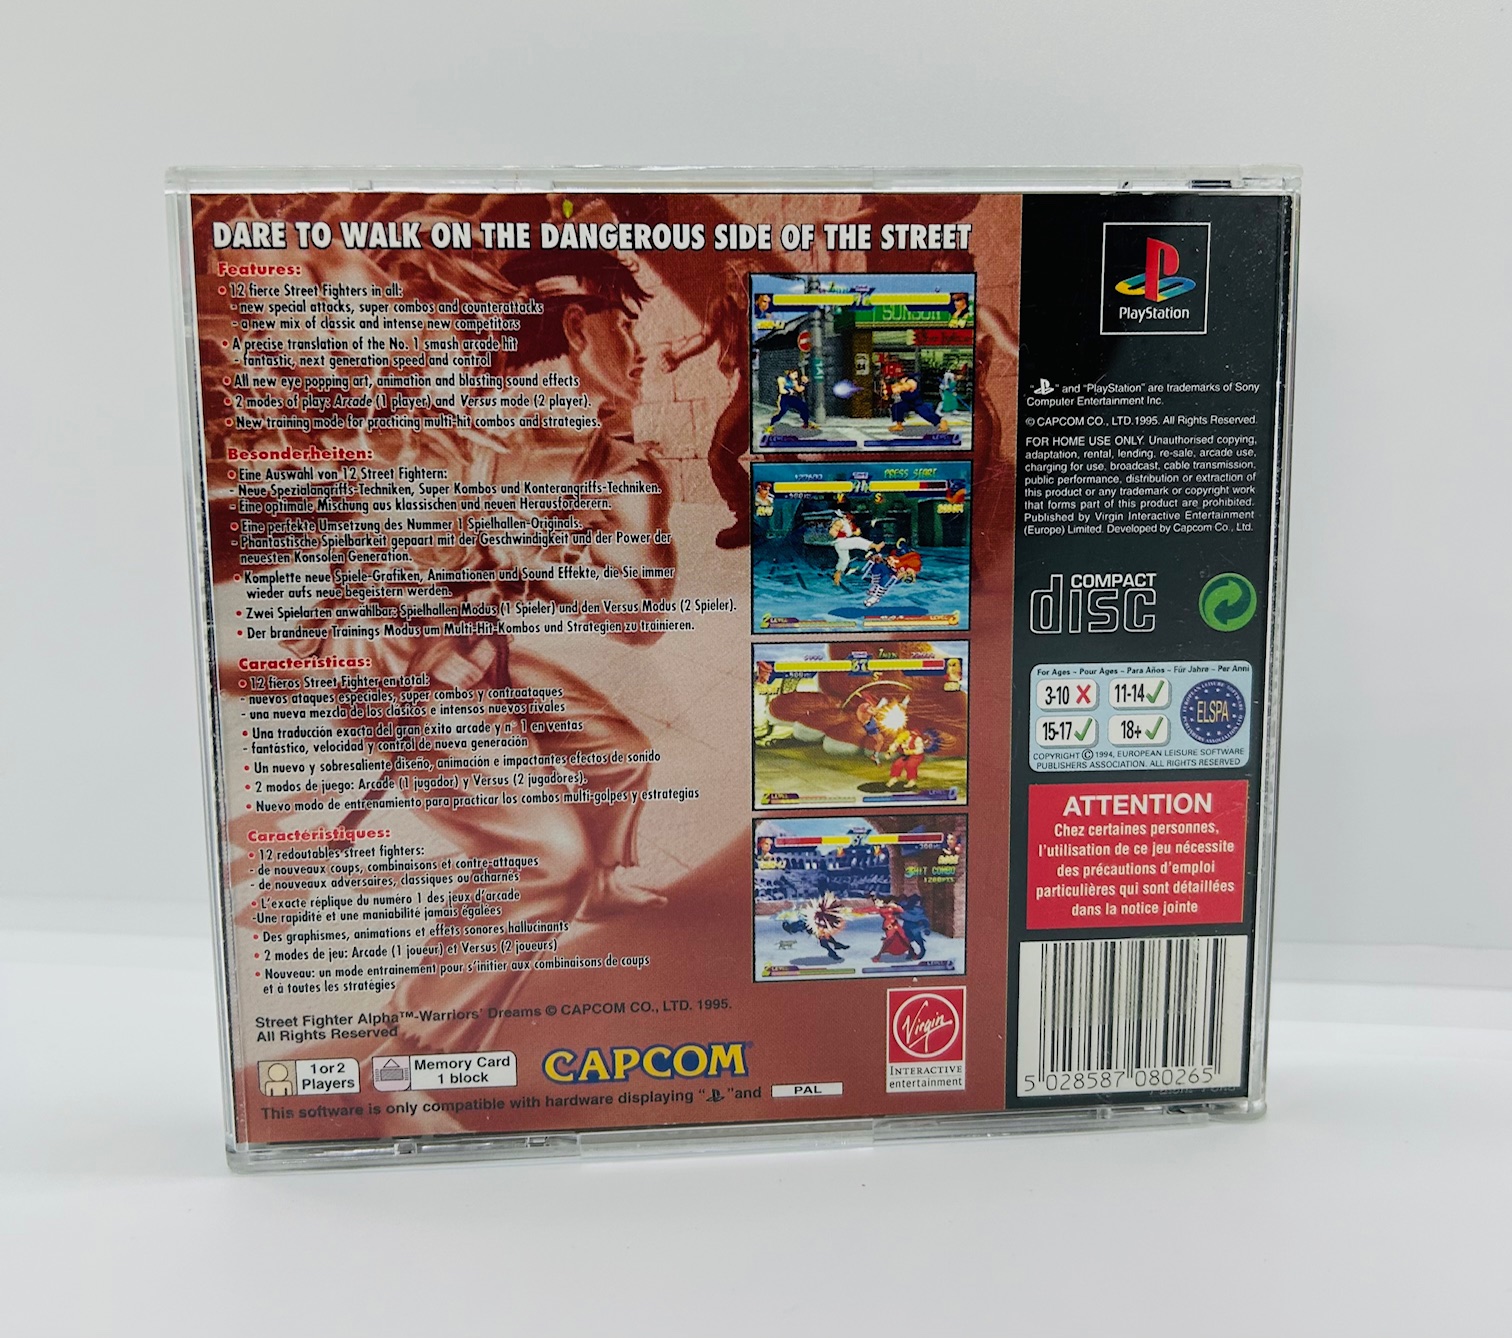 DARE TO WALK ON THE DANGEROUS SIDE OF THE STREET
Features:
• 12 fierce Street Fighters in all:
- new special attacks, super combos and counterattacks
- a new mix of classic and intense new competitors
• A precise translation of the No. 1 smash arcade hit
- fantastic, next generation speed and control
• All new eye popping art, animation and blasting sound effects
• 2 modes of play: Arcade (1 player) and Versus mode (2 player).
• New training mode for practicing multi-hit combos and strategies.
Besonderheiten:
• Eine Auswahl von 12 Street Fightern:
- Neue Spezialangriffs-Techniken, Super Kombos und Konterangriffs-Techniken.
- Eine optimale Mischung aus klassischen und neuen Herausforderern.
• Eine perfekte Umsetzung des Nummer 1 Spielhallen-Originals.
- Phantastische Spielbarkeit gepaart mit der Geschwindigkeit und der Power der
neuesten Konsolen Generation.
• Komplette neue Spiele-Grafiken, Animationen und Sound Effekte, die Sie immer
wieder aufs neue begeistern werden.
• Zwei Spielarten anwählbar: Spielhallen Modus (1 Spieler) und den Versus Modus (2 Spieler).
• Der brandneue Trainings Modus um Multi-Hit-Kombos und Strategien zu trainieren.
Características:
• 12 fieros Street Fighter en total:
- nuevos ataques especiales, super combos y contraataques
- una nueva mezcla de los clásicos e intensos nuevos rivales
• Una traducción exacta del gran éxito arcade y n° 1 en ventas
- fantástico, velocidad y control de nueva generación
• Un nuevo y sobresaliente diseño, animación e impactantes efectos de sonido
• 2 modos de juego: Arcade (1 jugador) y Versus (2 jugadores).
• Nuevo modo de entrenamiento para practicar los combos multi-golpes y estrategias
Caractéristiques:
• 12 redoutables street fighters:
- de nouveaux coups, combinaisons et contre-attaques
- de nouveaux adversaires, classiques ou acharnés
• L'exacte réplique du numéro 1 des jeux d'arcade
-Une rapidité et une maniabilité jamais égalées
• Des graphismes, animations et effets sonores hallucinants
• 2 modes de jeu: Arcade (1 joueur) et Versus (2 joueurs)
• Nouveau: un mode entrainement pour s'initier aux combinaisons de coups
et à toutes les stratégies
Street Fighter Alpha™-Warriors' Dreams © CAPCOM CO., LTD. 1995.
All Rights Reserved
1 or 2
Players
Memory Card
1 block
CAPCOM
This software is only compatible with hardware displaying " " and PAL
Virgin
INTERACTIVE
entertainment
PRESS START
3HIT COMBO
PlayStation
" " and "PlayStation" are trademarks of Sony
Computer Entertainment Inc.
© CAPCOM CO., LTD.1995. All Rights Reserved.
FOR HOME USE ONLY. Unauthorised copying,
adaptation, rental, lending, re-sale, arcade use,
charging for use, broadcast, cable transmission,
public performance, distribution or extraction of
this product or any trademark or copyright work
that forms part of this product are prohibited.
Published by Virgin Interactive Entertainment
(Europe) Limited. Developed by Capcom Co., Ltd.
COMPACT
disc
For Ages - Pour Ages - Para Años - Für Jahre - Per Anni
3-10 11-14
15-17 18+
ELSPA
COPYRIGHT © 1994, EUROPEAN LEISURE SOFTWARE
PUBLISHERS ASSOCIATION. ALL RIGHTS RESERVED
ATTENTION
Chez certaines personnes,
l'utilisation de ce jeu nécessite
des précautions d'emploi
particulières qui sont détaillées
dans la notice jointe
5 028587 080265